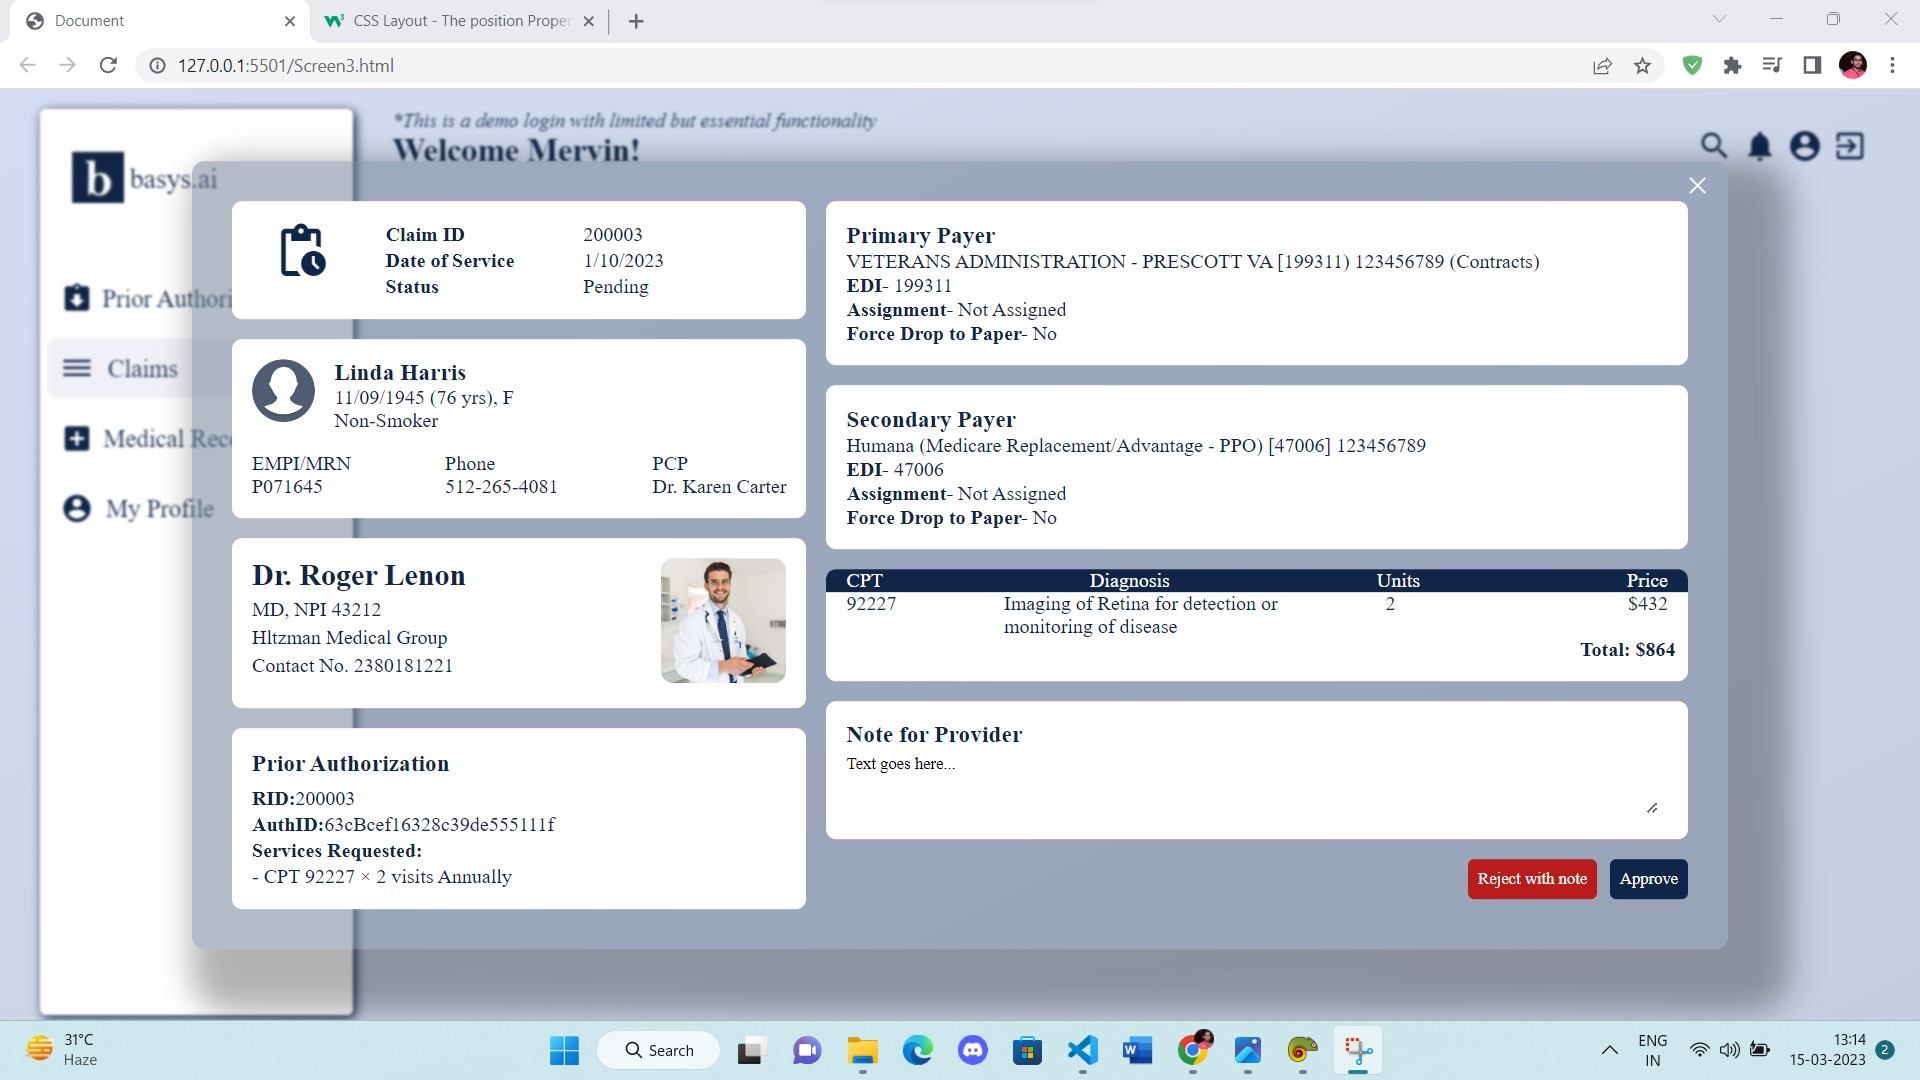 Document
CSS Layout - The position Proper
127.0.0.1:5501/Screen3.html
*This is a demo login with limited but essential functionality
Welcome Mervin!
b basys.ai
Prior Authori
Claims
Medical Reco
My Profile
Claim ID 200003
Date of Service 1/10/2023
Status Pending
Linda Harris
11/09/1945 (76 yrs), F
Non-Smoker
EMPI/MRN Phone PCP
P071645 512-265-4081 Dr. Karen Carter
Dr. Roger Lenon
MD, NPI 43212
Hltzman Medical Group
Contact No. 2380181221
Prior Authorization
RID:200003
AuthID:63cBcef16328c39de555111f
Services Requested:
- CPT 92227 × 2 visits Annually
Primary Payer
VETERANS ADMINISTRATION - PRESCOTT VA [199311) 123456789 (Contracts)
EDI- 199311
Assignment- Not Assigned
Force Drop to Paper- No
Secondary Payer
Humana (Medicare Replacement/Advantage - PPO) [47006] 123456789
EDI- 47006
Assignment- Not Assigned
Force Drop to Paper- No
CPT Diagnosis Units Price
92227 Imaging of Retina for detection or 2 $432
monitoring of disease
Total: $864
Note for Provider
Text goes here...
Reject with note Approve
31°C
Haze
Search
ENG
IN
13:14
15-03-2023
2